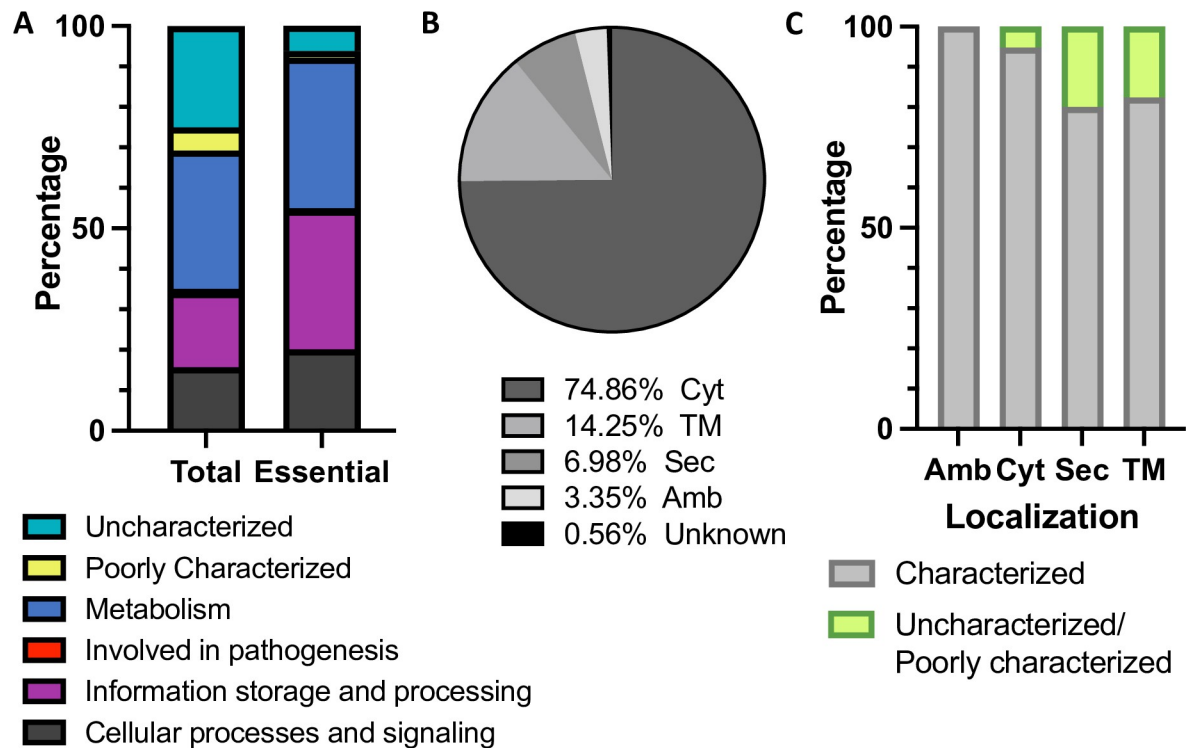 A
Percentage
100
50
0
Total Essential
Uncharacterized
Poorly Characterized
Metabolism
Involved in pathogenesis
Information storage and processing
Cellular processes and signaling
B
74.86% Cyt
14.25% TM
6.98% Sec
3.35% Amb
0.56% Unknown
C
Percentage
100
50
0
Amb Cyt Sec TM
Localization
Characterized
Uncharacterized/
Poorly characterized